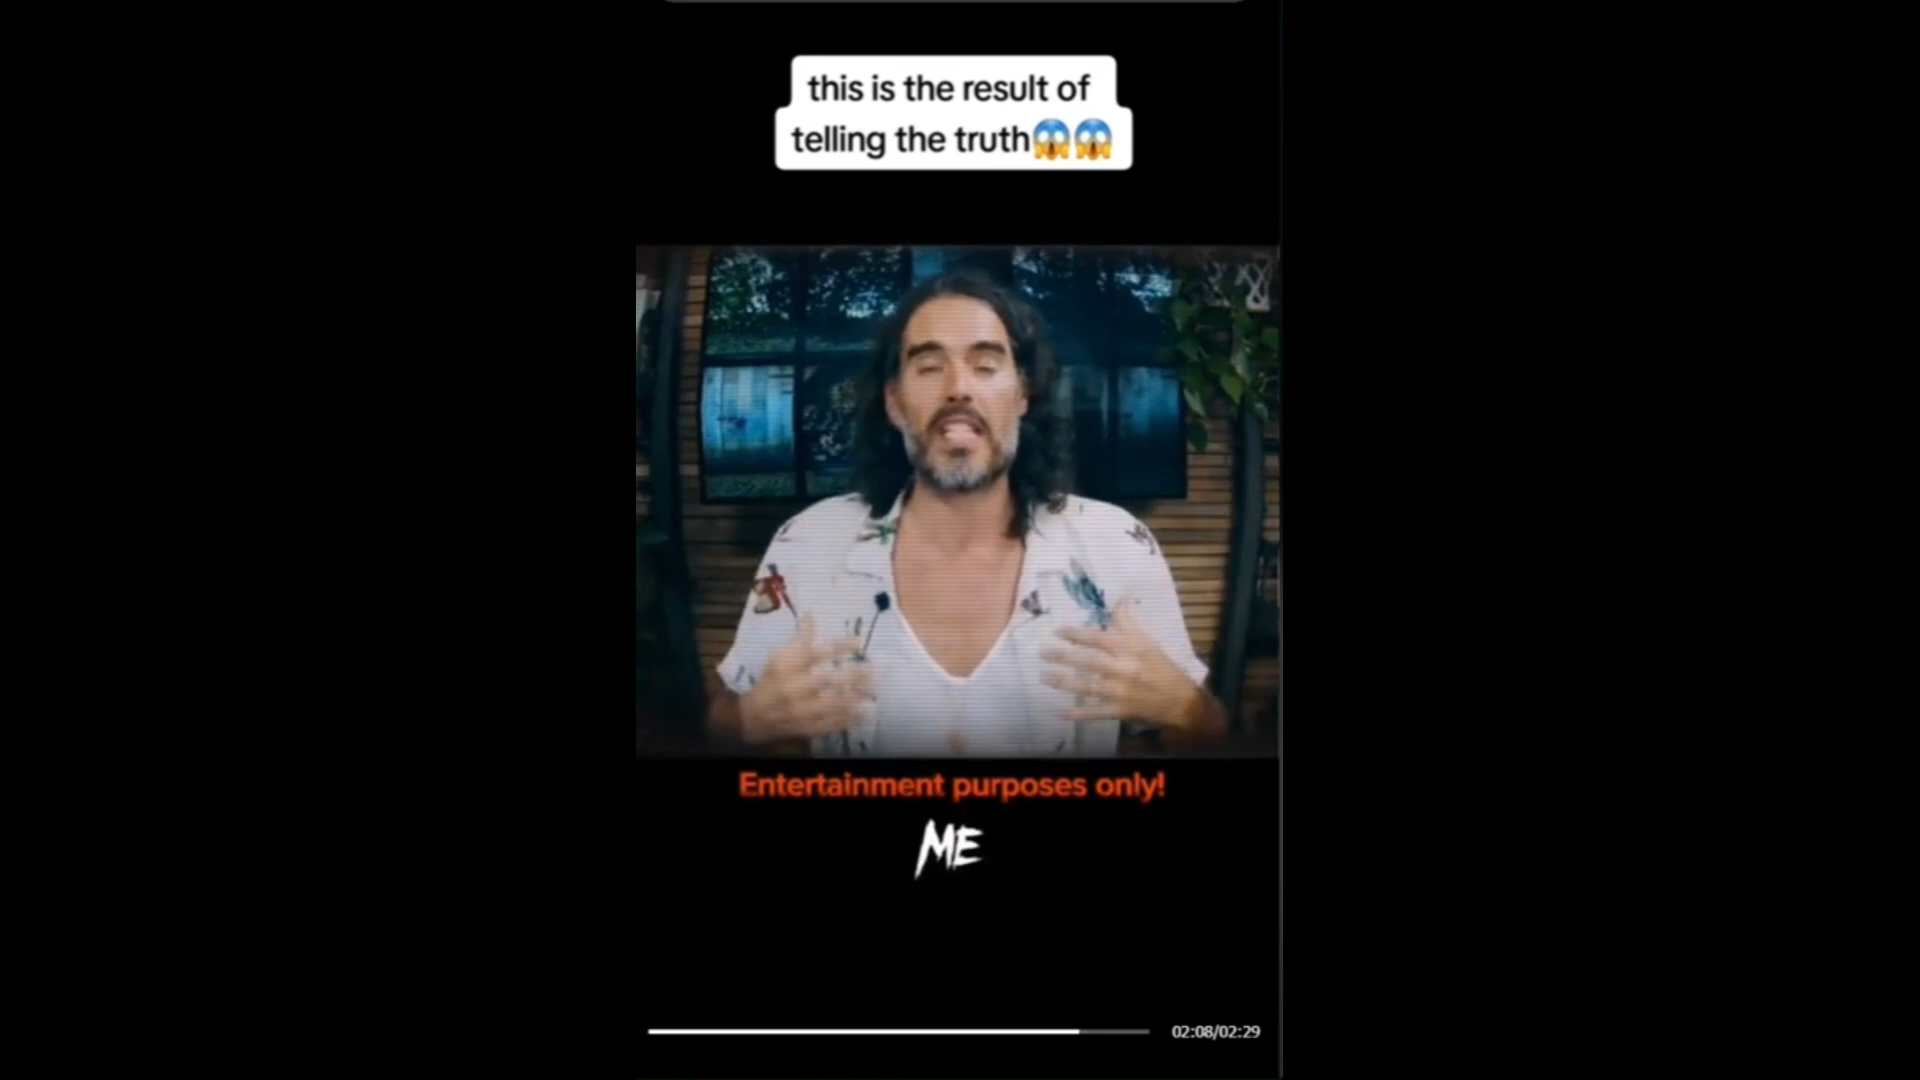 this is the result of
telling the truth😱😱
Entertainment purposes only!
ME
02:08/02:29